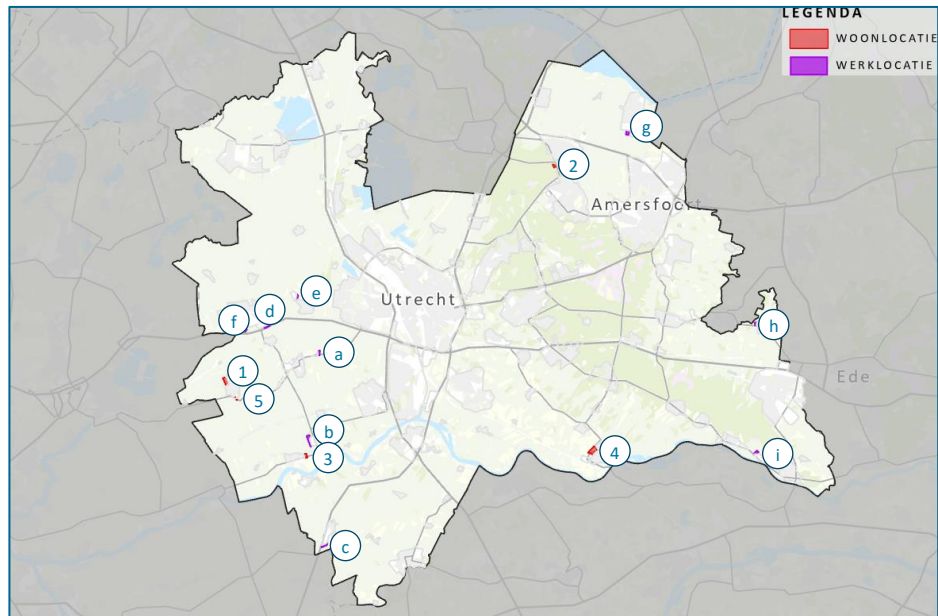 LEGENDA
WOONLOCATIE
WERKLOCATIE
g
2
Amersfoort
e
Utrecht
d
f
h
a
1
Ede
5
b
3
4
i
c